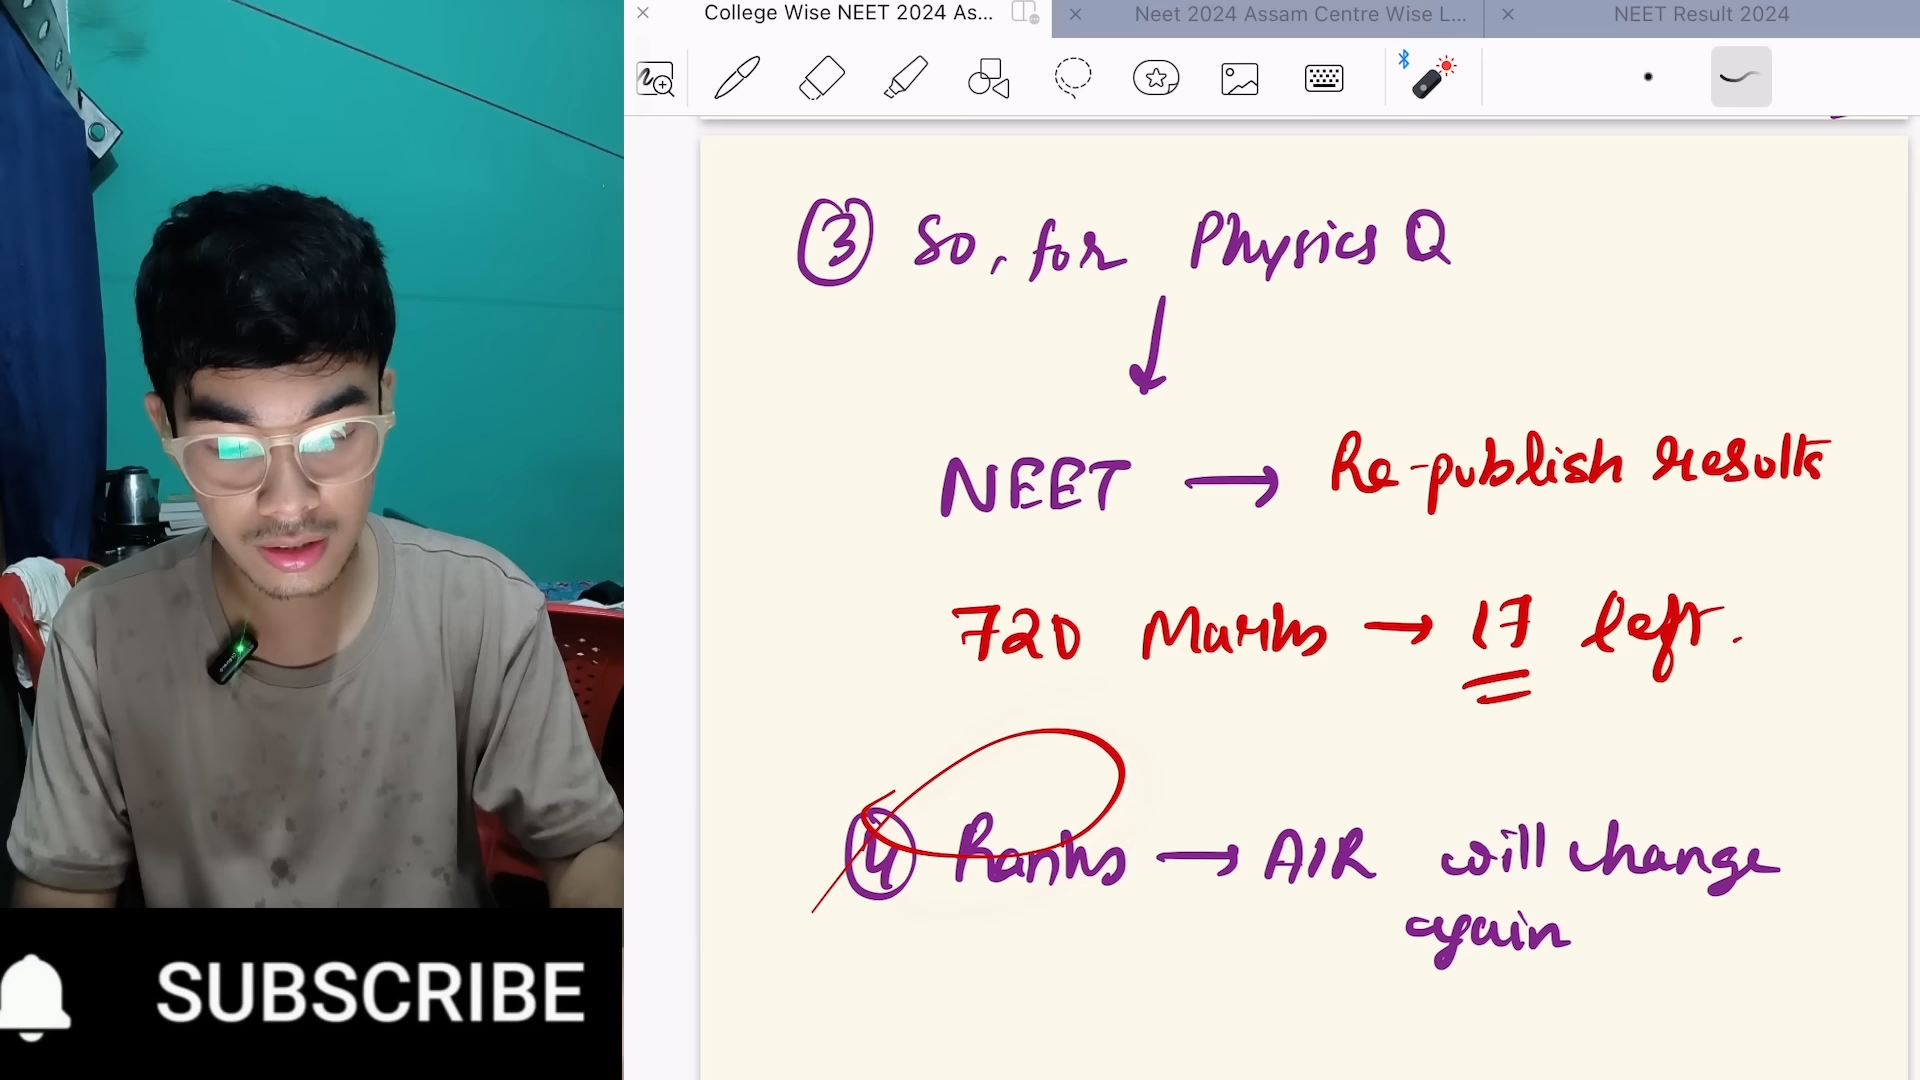 College Wise NEET 2024 As...
Neet 2024 Assam Centre Wise L...
NEET Result 2024
③ So, for Physics Q
↓
NEET → Re-publish results
720 Marks → 17 left.
④ Ranks → AIR will change
again
SUBSCRIBE